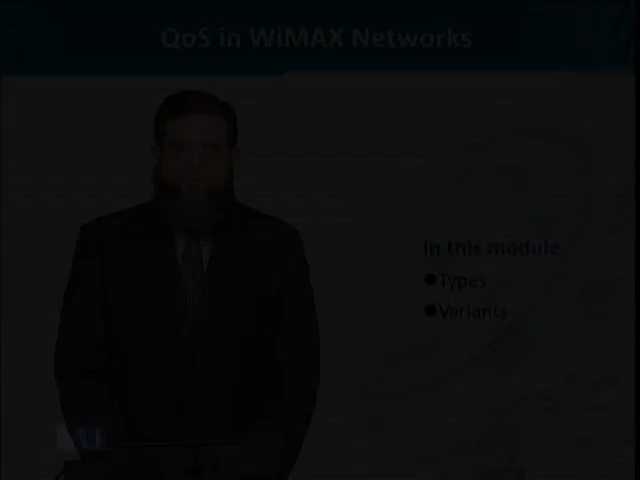 QoS in WiMAX Networks
In this module
●Types
●Variants